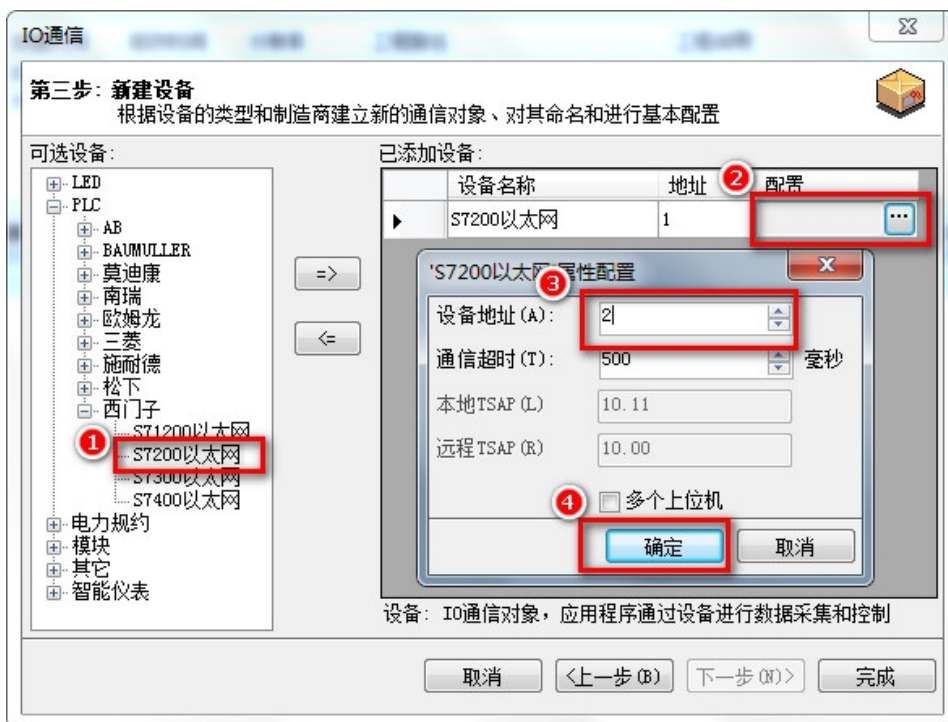 IO通信
第三步: 新建设备
根据设备的类型和制造商建立新的通信对象、对其命名和进行基本配置
可选设备:
LED
PLC
AB
BAUMULLER
莫迪康
南瑞
欧姆龙
三菱
施耐德
松下
西门子
S71200以太网
1
S7200以太网
S7300以太网
S7400以太网
电力规约
模块
其它
智能仪表
=>
<=
已添加设备:
设备名称 地址 2 配置
S7200以太网 1 ...
'S7200以太网'属性配置
3
设备地址(A): 2
通信超时(T): 500 毫秒
本地TSAP(L) 10.11
远程TSAP(R) 10.00
4 多个上位机
确定 取消
设备: IO通信对象，应用程序通过设备进行数据采集和控制
取消 <上一步(B) 下一步(N)> 完成